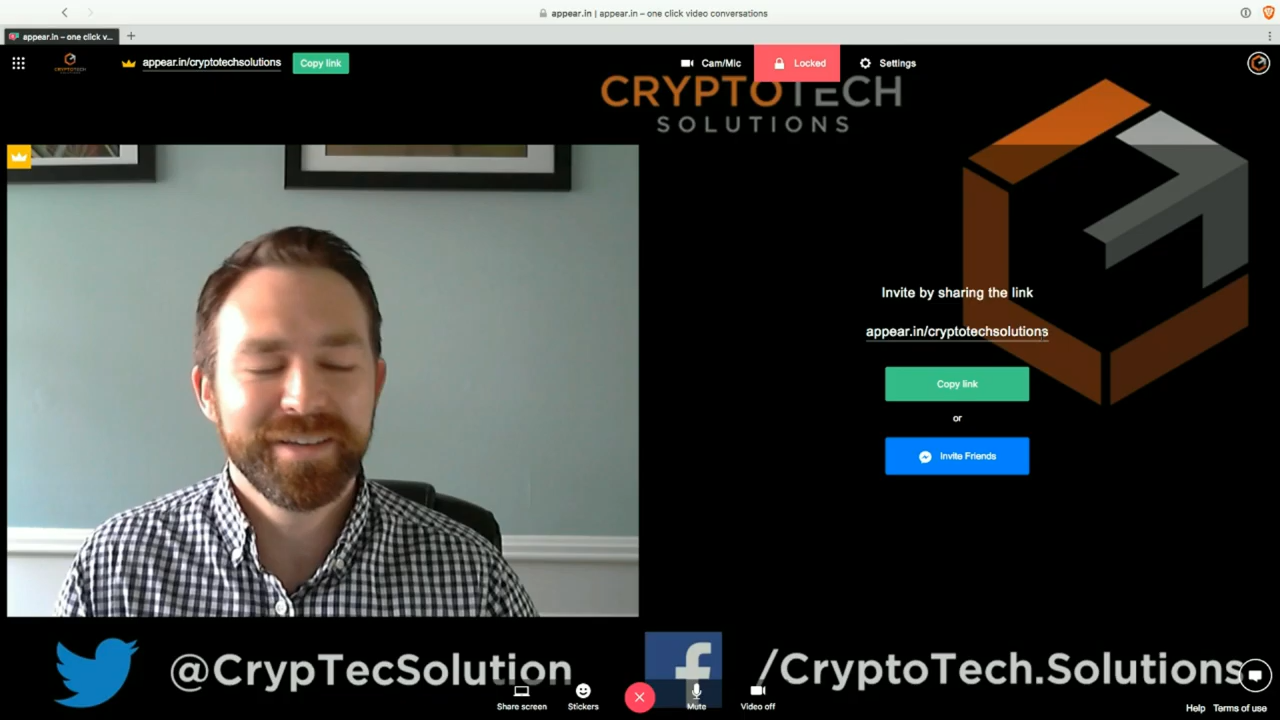 appear.in | appear.in – one click video conversations
appear.in – one click v...
CRYPTOTECH
appear.in/cryptotechsolutions
Copy link
Cam/Mic
Locked
Settings
CRYPTOTECH
SOLUTIONS
Invite by sharing the link
appear.in/cryptotechsolutions
Copy link
or
Invite Friends
@CrypTecSolution
/CryptoTech.Solutions
Share screen
Stickers
Mute
Video off
Help
Terms of use